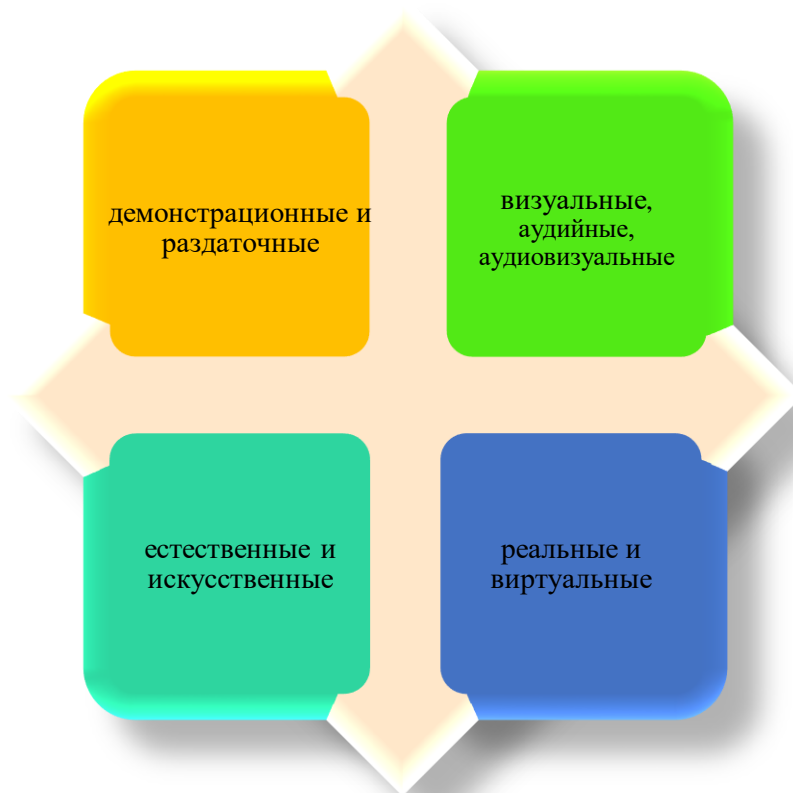 демонстрационные и
раздаточные
визуальные,
аудийные,
аудиовизуальные
естественные и
искусственные
реальные и
виртуальные